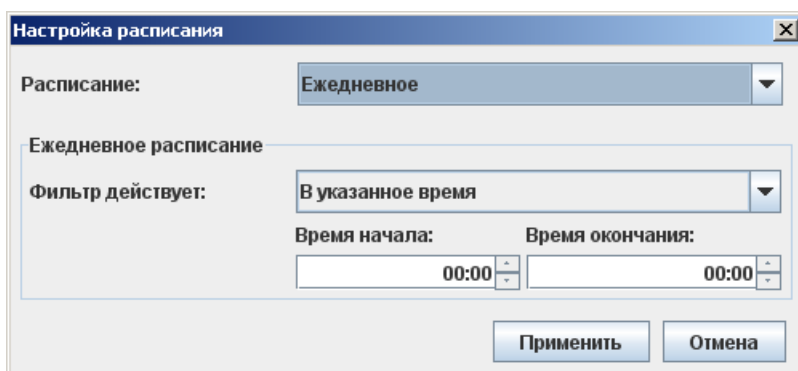 Настройка расписания
Расписание: Ежедневное
Ежедневное расписание
Фильтр действует: В указанное время
Время начала: Время окончания:
00:00 00:00
Применить Отмена